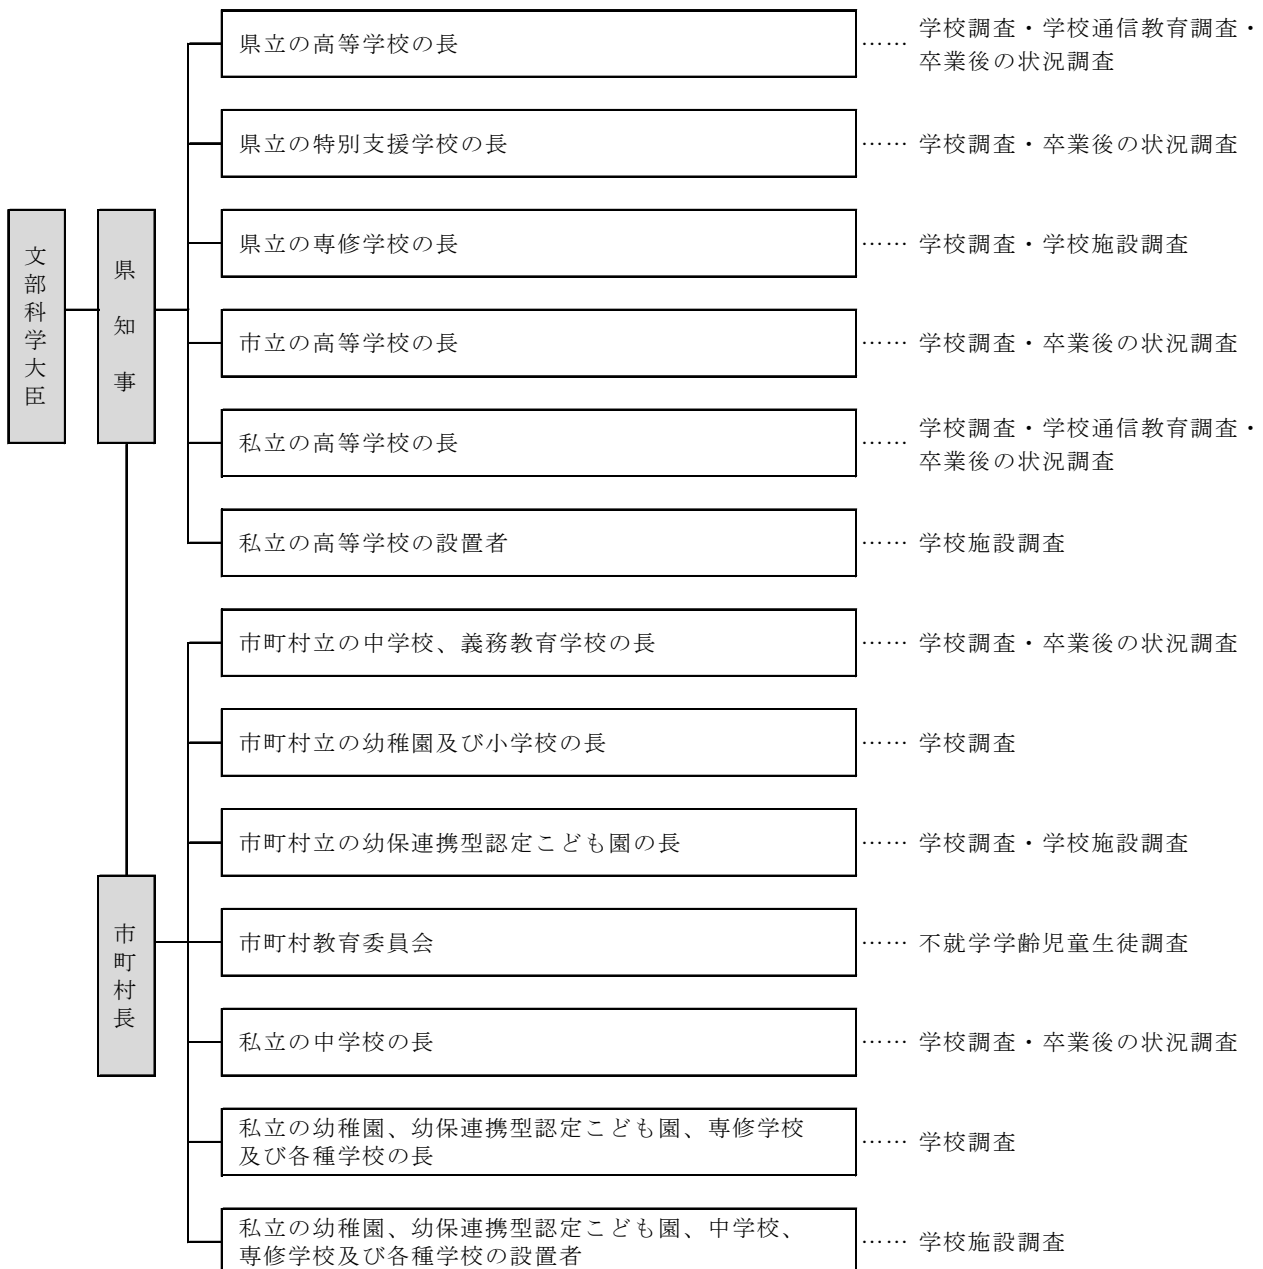 県立の高等学校の長
…… 学校調査・学校通信教育調査・
卒業後の状況調査
県立の特別支援学校の長
…… 学校調査・卒業後の状況調査
県立の専修学校の長
…… 学校調査・学校施設調査
文部科学大臣
県知事
市立の高等学校の長
…… 学校調査・卒業後の状況調査
私立の高等学校の長
…… 学校調査・学校通信教育調査・
卒業後の状況調査
私立の高等学校の設置者
…… 学校施設調査
市町村立の中学校、義務教育学校の長
…… 学校調査・卒業後の状況調査
市町村立の幼稚園及び小学校の長
…… 学校調査
市町村立の幼保連携型認定こども園の長
…… 学校調査・学校施設調査
市町村長
市町村教育委員会
…… 不就学学齢児童生徒調査
私立の中学校の長
…… 学校調査・卒業後の状況調査
私立の幼稚園、幼保連携型認定こども園、専修学校
及び各種学校の長
…… 学校調査
私立の幼稚園、幼保連携型認定こども園、中学校、
専修学校及び各種学校の設置者
…… 学校施設調査